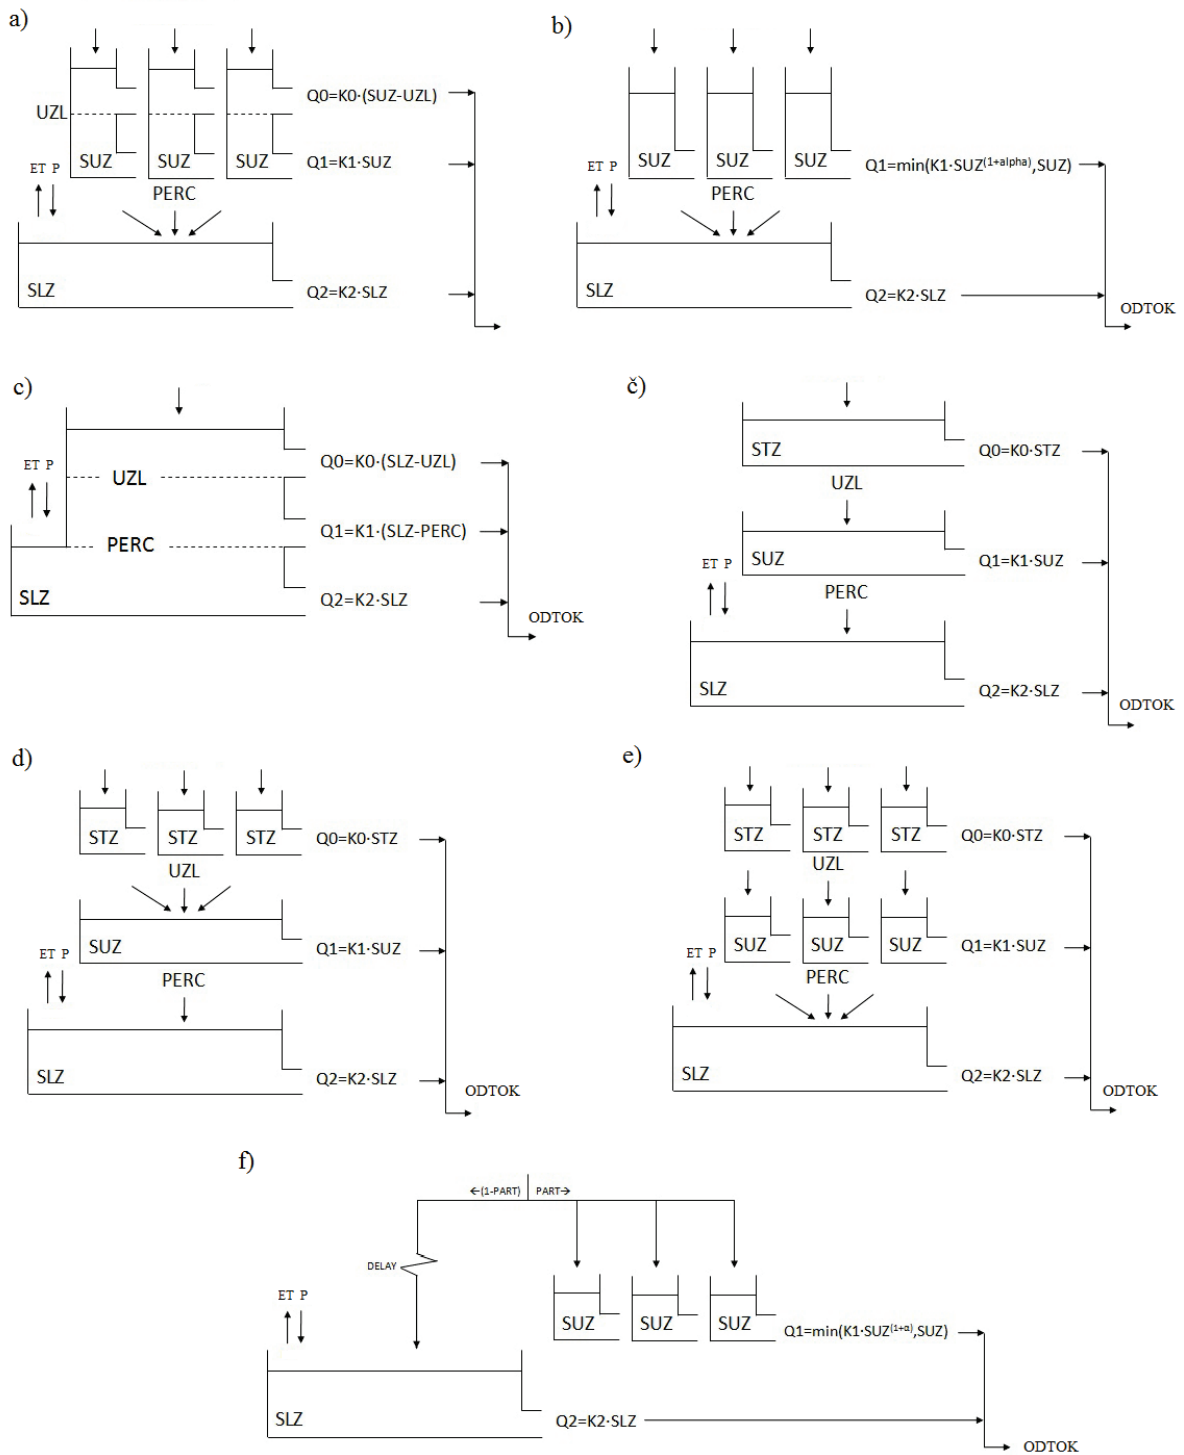 a)
Q0=K0·(SUZ-UZL)
UZL
SUZ SUZ SUZ Q1=K1·SUZ
ET P
PERC
SLZ Q2=K2·SLZ
b)
SUZ SUZ SUZ Q1=min(K1·SUZ^(1+alpha),SUZ)
ET P
PERC
SLZ Q2=K2·SLZ
ODTOK
c)
Q0=K0·(SLZ-UZL)
ET P
UZL
Q1=K1·(SLZ-PERC)
PERC
SLZ Q2=K2·SLZ
ODTOK
č)
STZ Q0=K0·STZ
UZL
SUZ Q1=K1·SUZ
ET P
PERC
SLZ Q2=K2·SLZ
ODTOK
d)
STZ STZ STZ Q0=K0·STZ
UZL
SUZ Q1=K1·SUZ
ET P
PERC
SLZ Q2=K2·SLZ
ODTOK
e)
STZ STZ STZ Q0=K0·STZ
UZL
SUZ SUZ SUZ Q1=K1·SUZ
ET P
PERC
SLZ Q2=K2·SLZ
ODTOK
f)
←(1-PART) PART→
DELAY
ET P
SUZ SUZ SUZ Q1=min(K1·SUZ^(1+α),SUZ)
SLZ Q2=K2·SLZ
ODTOK